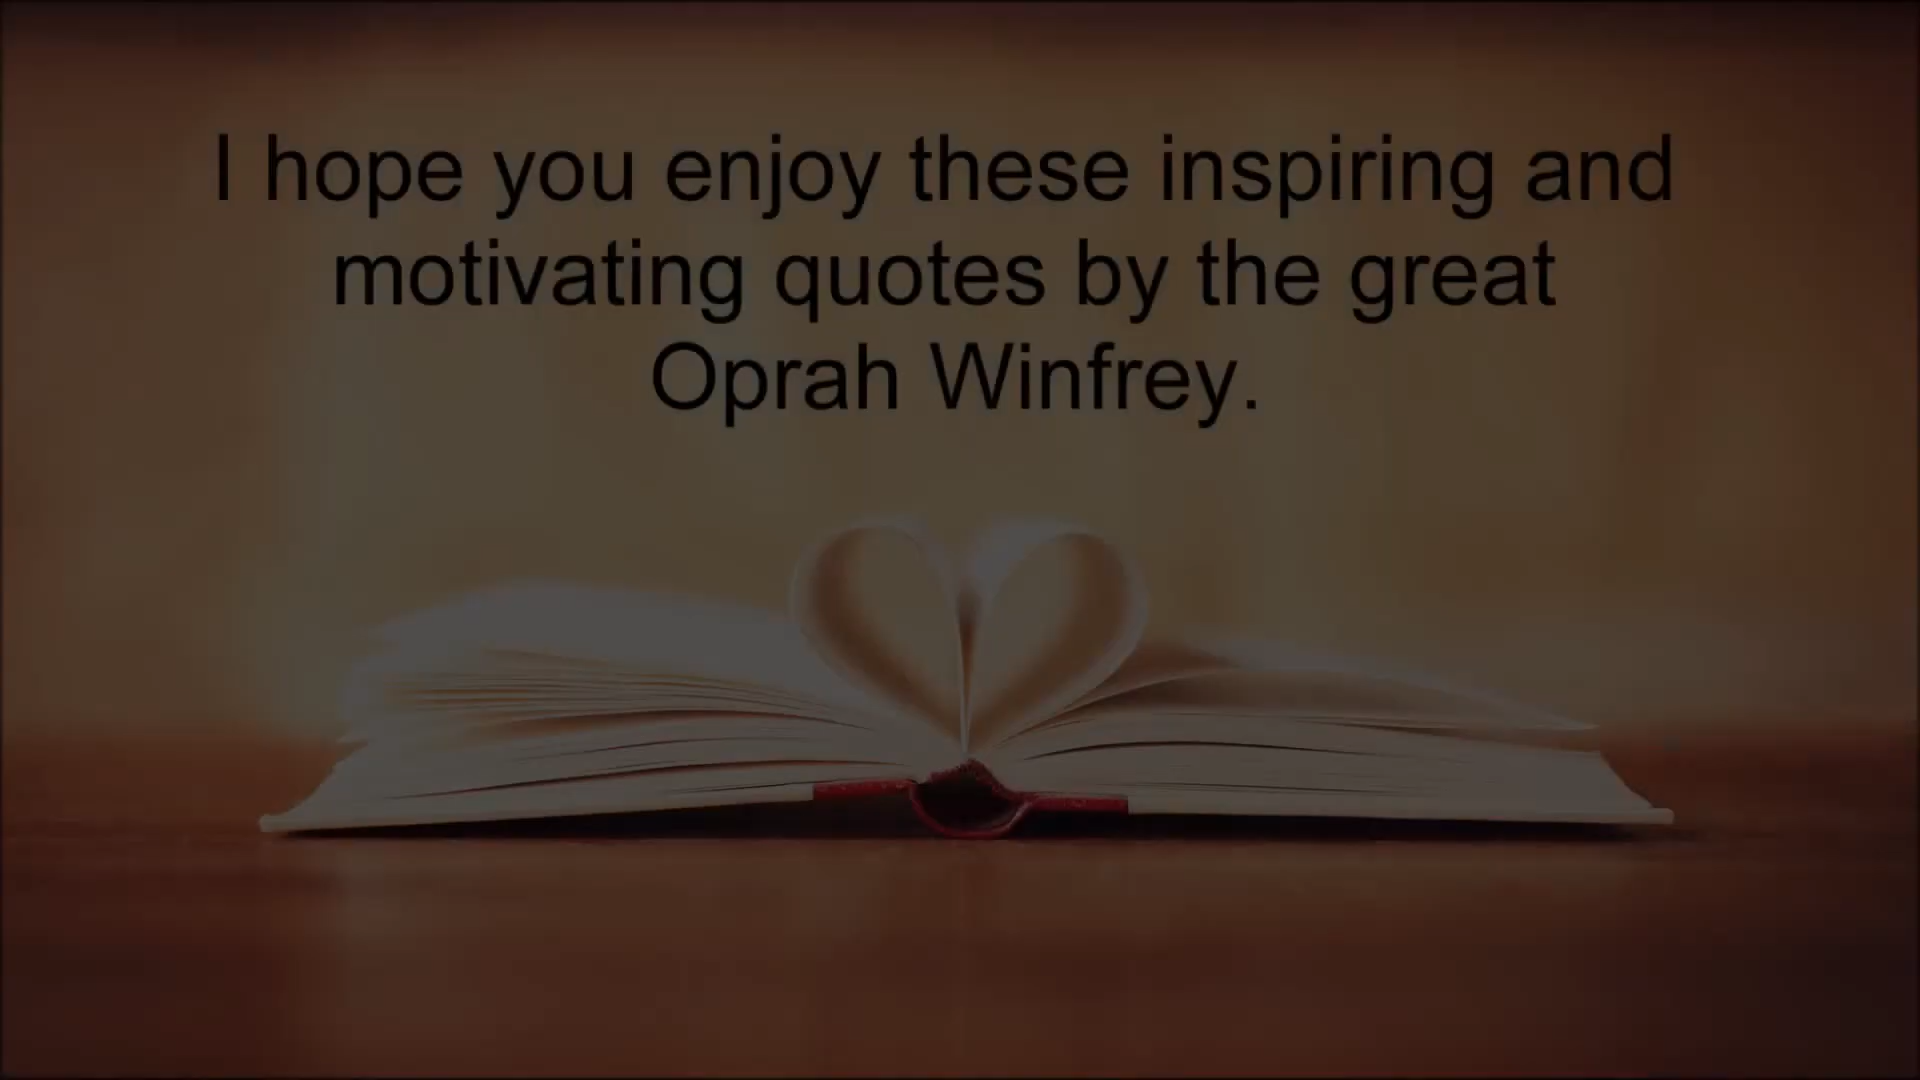 I hope you enjoy these inspiring and
motivating quotes by the great
Oprah Winfrey.